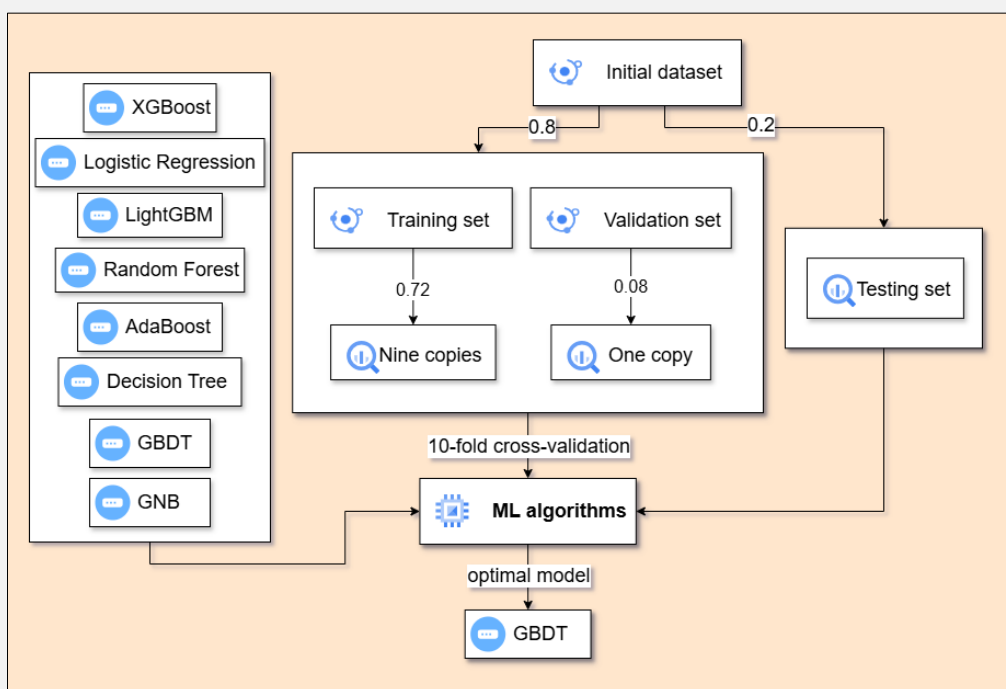 Initial dataset
0.8
0.2
XGBoost
Logistic Regression
LightGBM
Random Forest
AdaBoost
Decision Tree
GBDT
GNB
Training set
Validation set
0.72
0.08
Nine copies
One copy
Testing set
10-fold cross-validation
ML algorithms
optimal model
GBDT